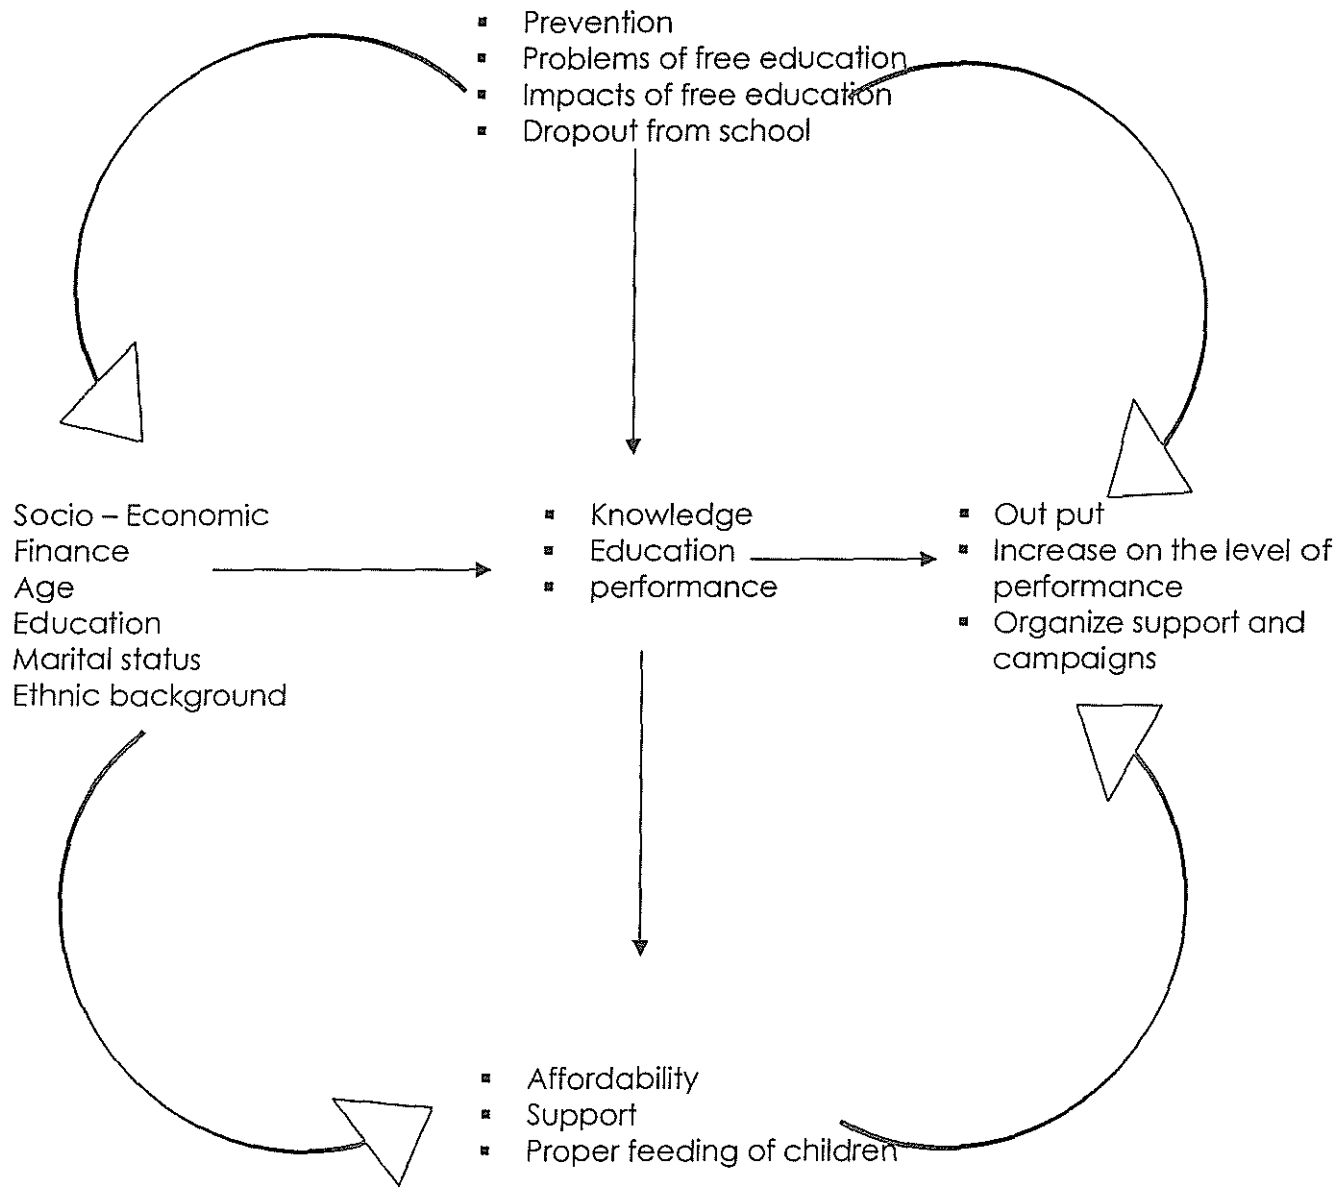 ▪ Prevention
▪ Problems of free education
▪ Impacts of free education
▪ Dropout from school
Socio – Economic
Finance
Age
Education
Marital status
Ethnic background
▪ Knowledge
▪ Education
▪ performance
▪ Out put
▪ Increase on the level of
performance
▪ Organize support and
campaigns
▪ Affordability
▪ Support
▪ Proper feeding of children